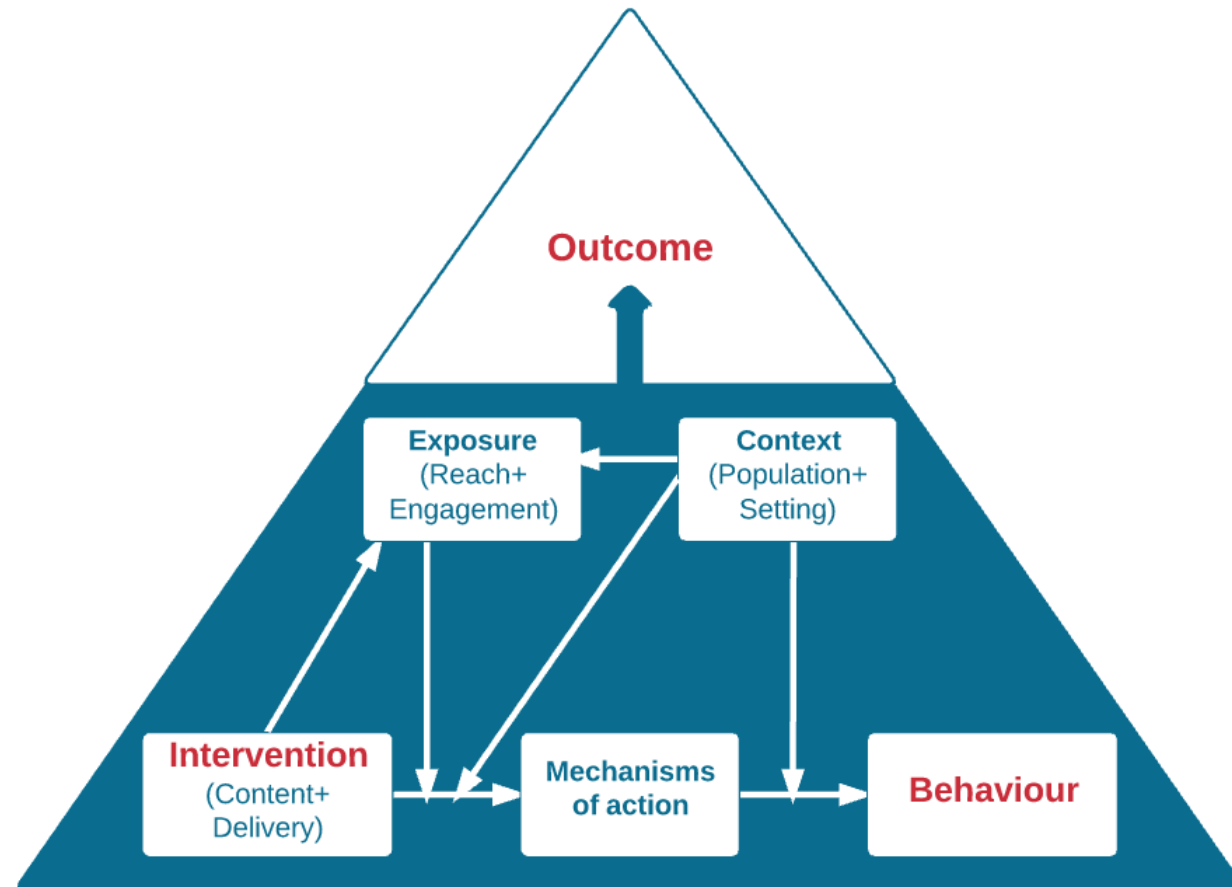 Outcome
Exposure
(Reach+
Engagement)
Context
(Population+
Setting)
Intervention
(Content+
Delivery)
Mechanisms
of action
Behaviour